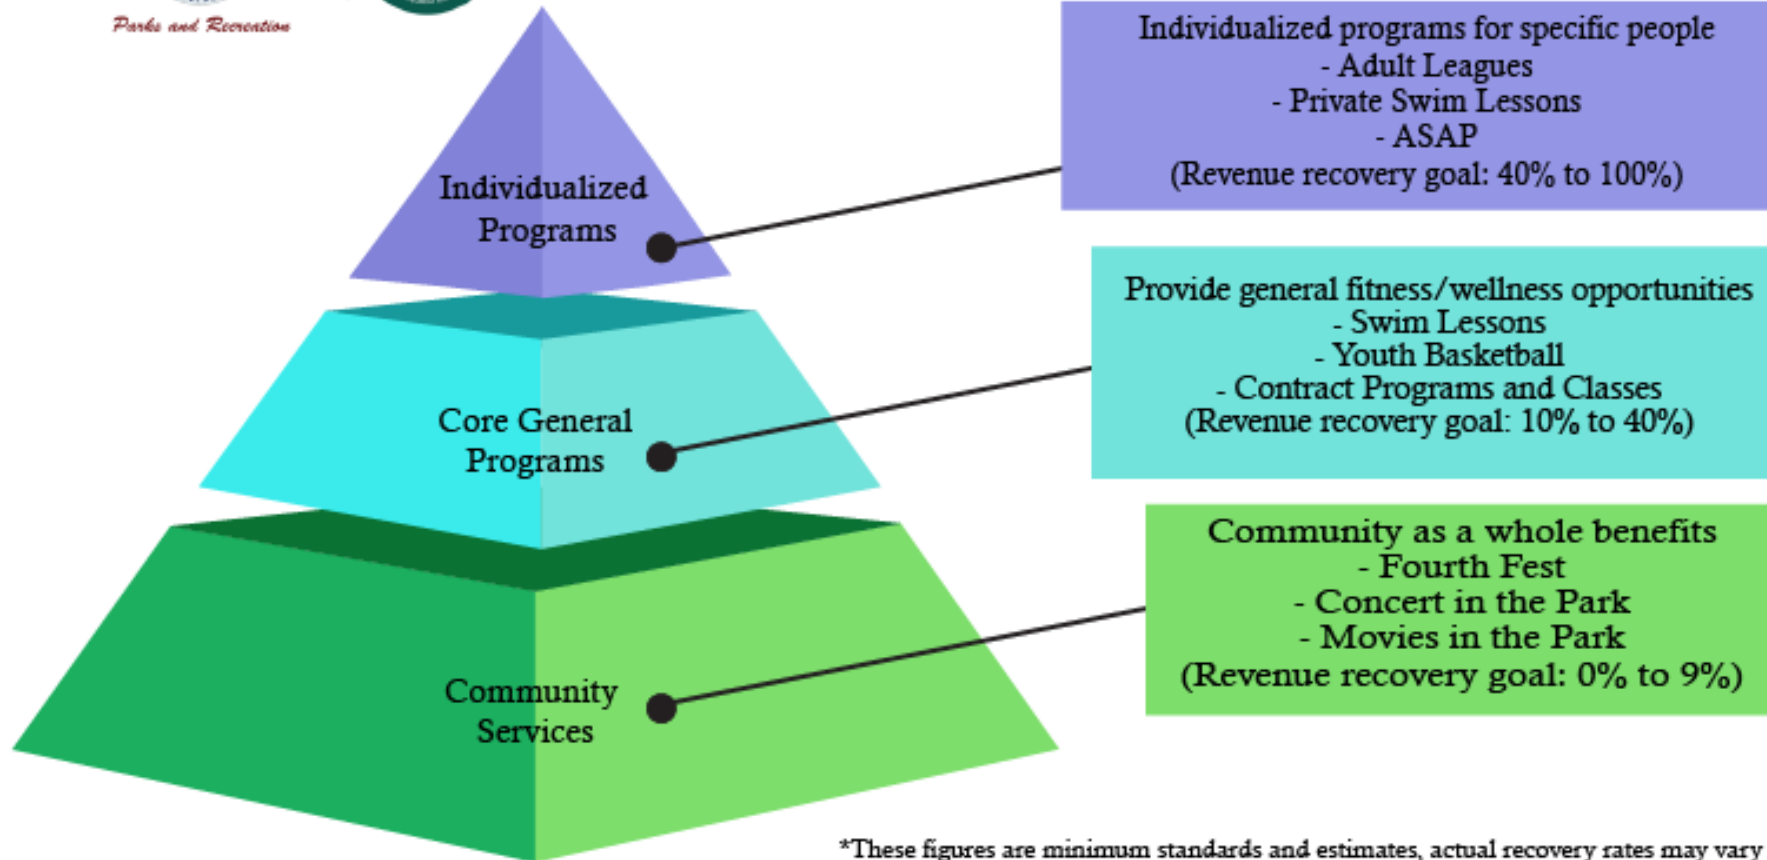 Parks and Recreation
Individualized programs for specific people
- Adult Leagues
- Private Swim Lessons
- ASAP
(Revenue recovery goal: 40% to 100%)
Individualized
Programs
Provide general fitness/wellness opportunities
- Swim Lessons
- Youth Basketball
- Contract Programs and Classes
(Revenue recovery goal: 10% to 40%)
Core General
Programs
Community as a whole benefits
- Fourth Fest
- Concert in the Park
- Movies in the Park
(Revenue recovery goal: 0% to 9%)
Community
Services
*These figures are minimum standards and estimates, actual recovery rates may vary